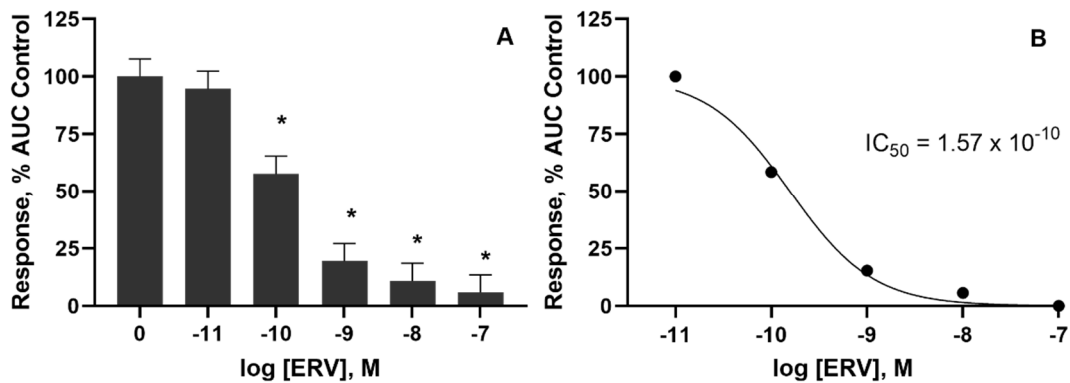 A
Response, % AUC Control
125
100
75
50
25
0
*
*
*
*
0 -11 -10 -9 -8 -7
log [ERV], M
B
Response, % AUC Control
125
100
75
50
25
0
IC50 = 1.57 x 10-10
-11 -10 -9 -8 -7
log [ERV], M